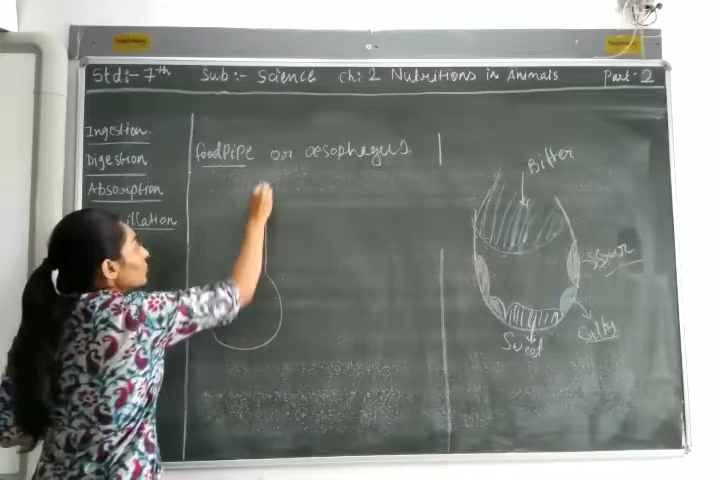 Std:- 7th Sub :- Science Ch: 2 Nutritions in Animals Part-2
Ingestion.
Digestion
Absorption
foodpipe or oesophagus.
Bitter
Sour
Salty
Sweet